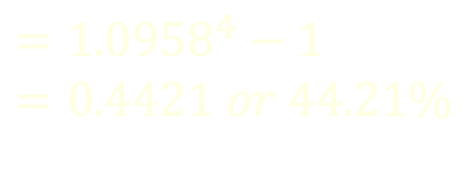 = 1.0958⁴ − 1
= 0.4421 or 44.21%